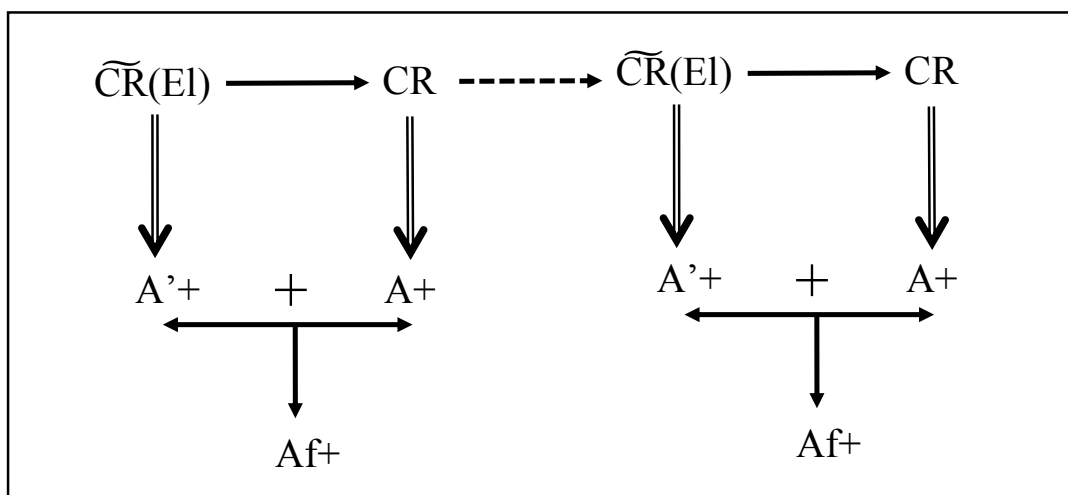 C͠R(El) CR C͠R(El) CR
A’+ + A+ A’+ + A+
Af+ Af+